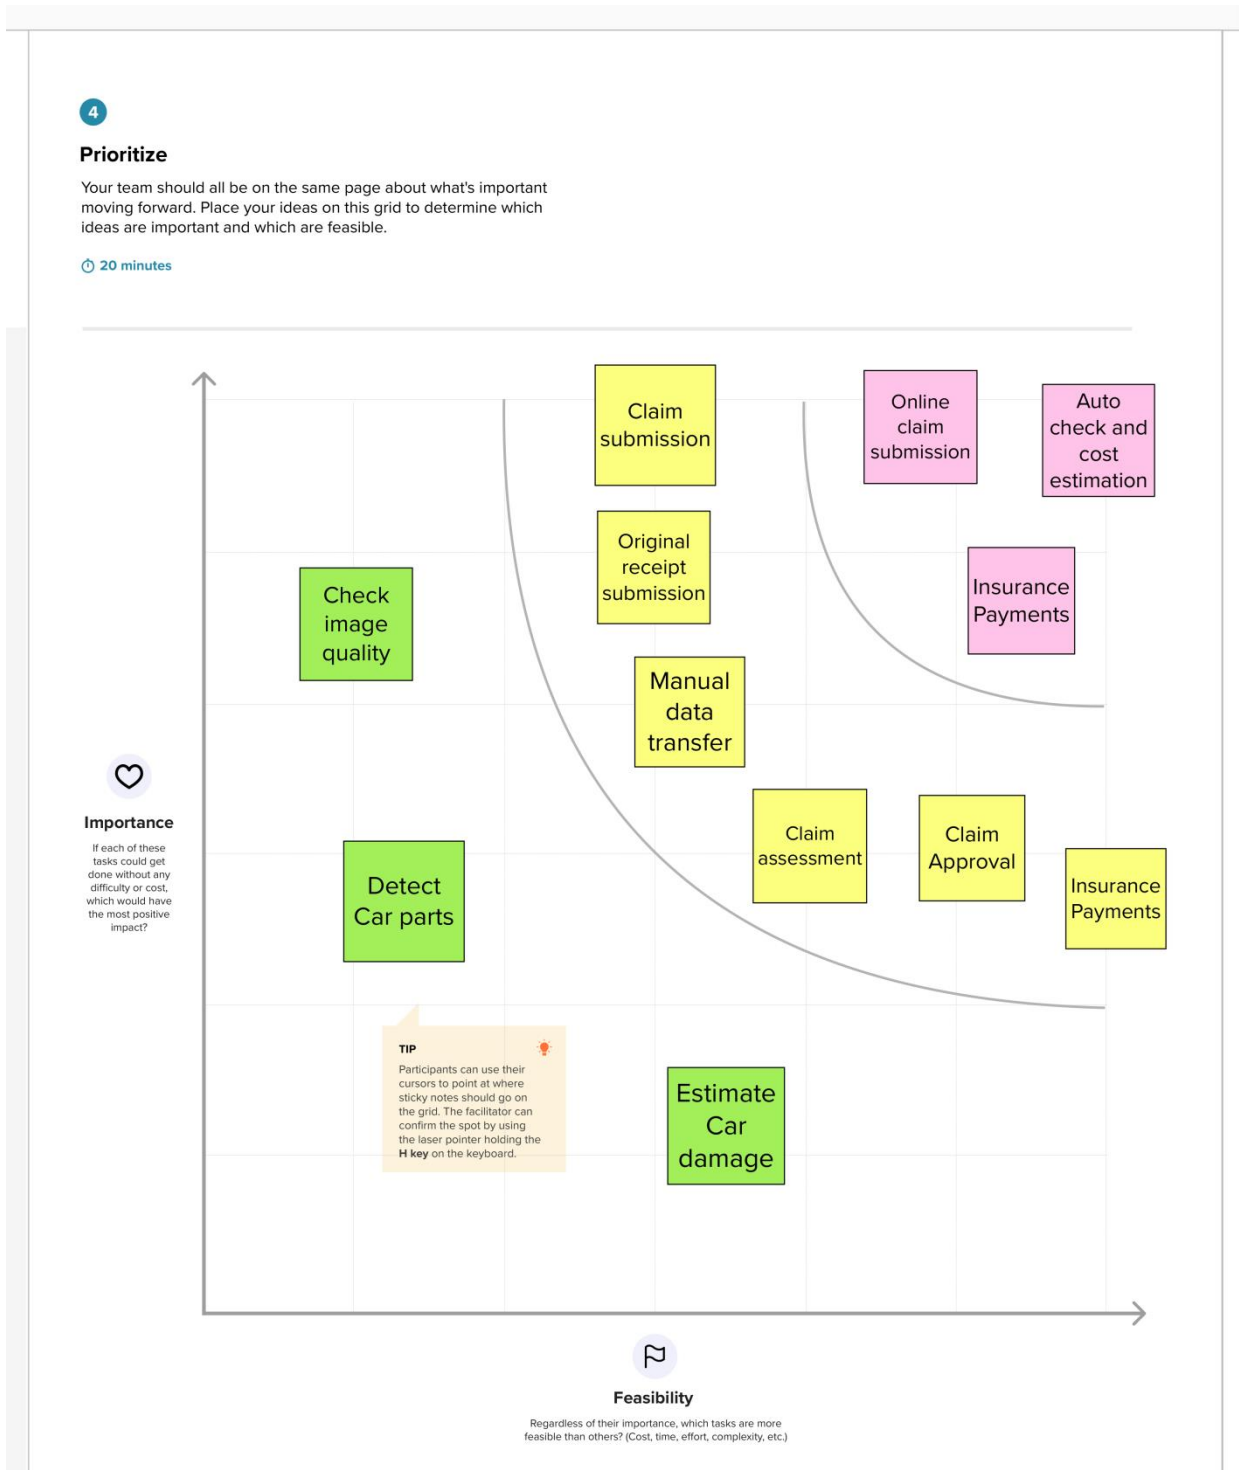 4
Prioritize
Your team should all be on the same page about what's important
moving forward. Place your ideas on this grid to determine which
ideas are important and which are feasible.
20 minutes
Claim
submission
Online
claim
submission
Auto
check and
cost
estimation
Original
receipt
submission
Insurance
Payments
Check
image
quality
Manual
data
transfer
Importance
If each of these
tasks could get
done without any
difficulty or cost,
which would have
the most positive
impact?
Claim
assessment
Claim
Approval
Insurance
Payments
Detect
Car parts
TIP
Participants can use their
cursors to point at where
sticky notes should go on
the grid. The facilitator can
confirm the spot by using
the laser pointer holding the
H key on the keyboard.
Estimate
Car
damage
Feasibility
Regardless of their importance, which tasks are more
feasible than others? (Cost, time, effort, complexity, etc.)